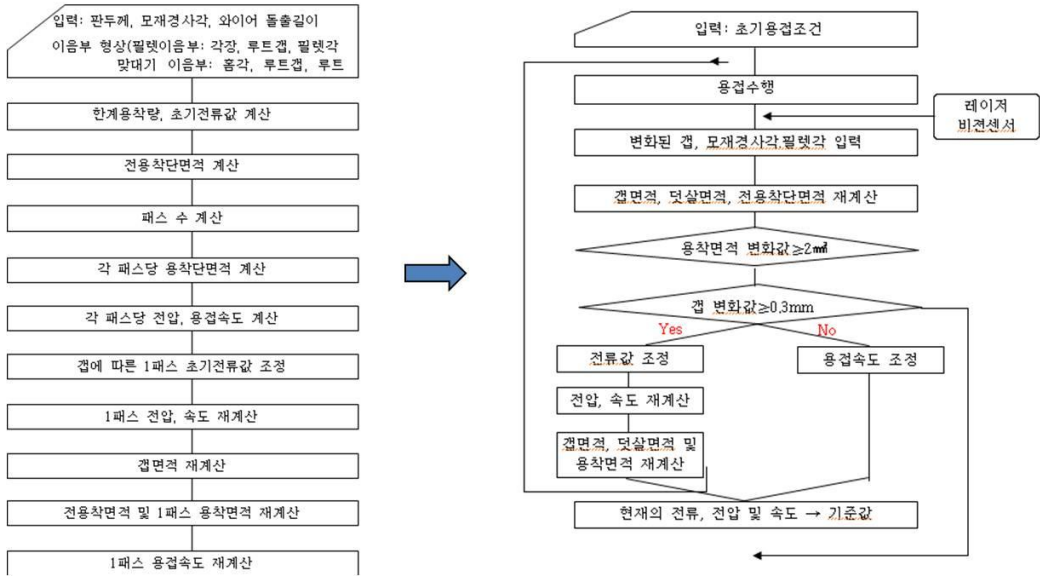 입력: 판두께, 모재경사각, 와이어 돌출길이
이음부 형상(필렛이음부: 각장, 루트갭, 필렛각
맞대기 이음부: 홈각, 루트갭, 루트
한계용착량, 초기전류값 계산
전용착단면적 계산
패스 수 계산
각 패스당 용착단면적 계산
각 패스당 전압, 용접속도 계산
갭에 따른 1패스 초기전류값 조정
1패스 전압, 속도 재계산
갭면적 재계산
전용착면적 및 1패스 용착면적 재계산
1패스 용접속도 재계산
입력: 초기용접조건
용접수행
레이저
비젼센서
변화된 갭, 모재경사각,필렛각 입력
갭면적, 덧살면적, 전용착단면적 재계산
용착면적 변화값≥2㎟
갭 변화값≥0.3mm
Yes
No
전류값 조정
용접속도 조정
전압, 속도 재계산
갭면적, 덧살면적 및
용착면적 재계산
현재의 전류, 전압 및 속도 → 기준값